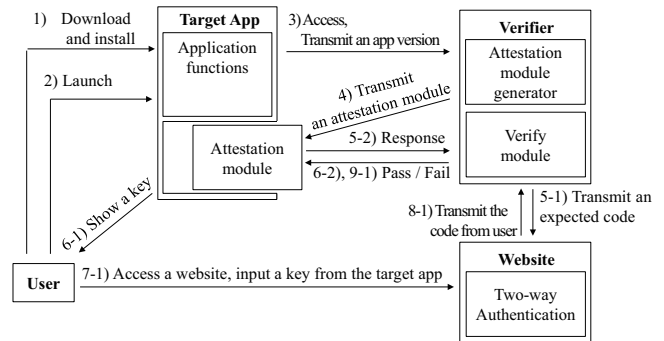 1) Download
and install
Target App
Application
functions
3) Access,
Transmit an app version
Verifier
Attestation
module
generator
2) Launch
4) Transmit
an attestation module
5-2) Response
Attestation
module
6-2), 9-1) Pass / Fail
Verify
module
6-1) Show a key
8-1) Transmit the
code from user
5-1) Transmit an
expected code
User
7-1) Access a website, input a key from the target app
Website
Two-way
Authentication